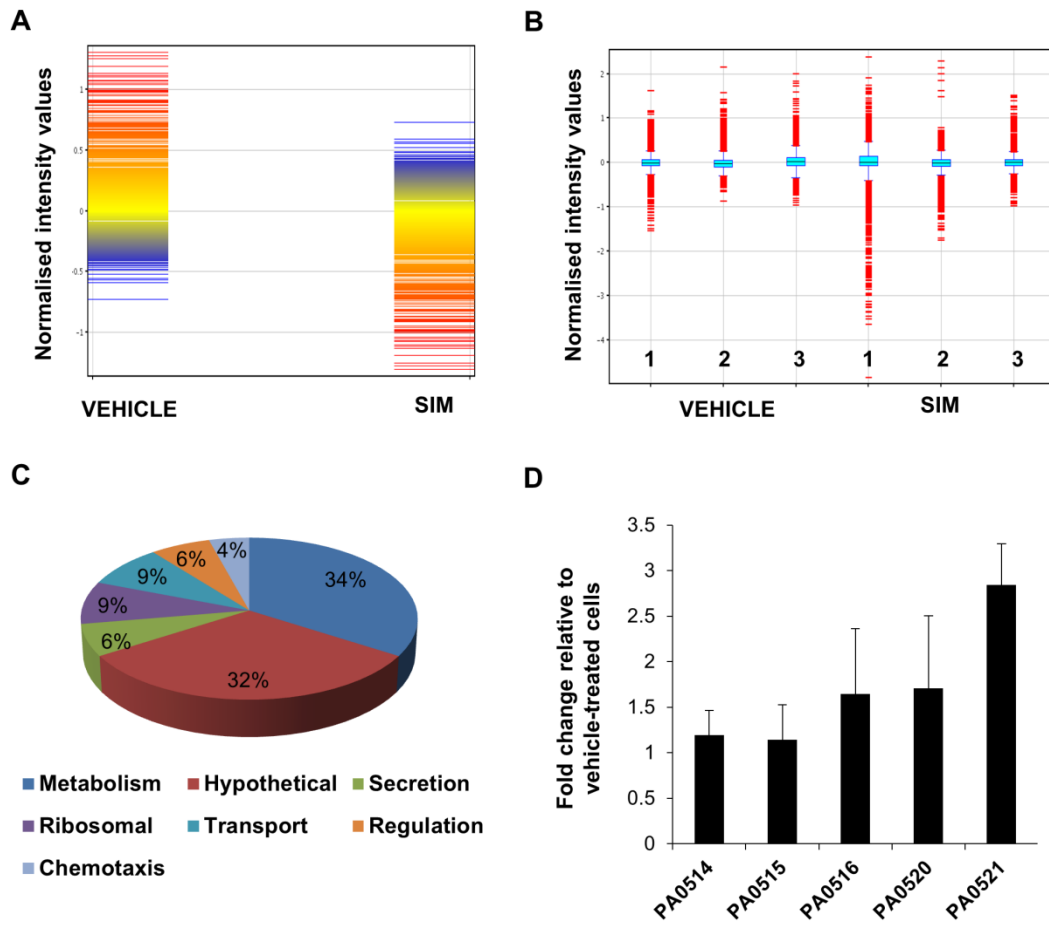 A
Normalised intensity values
1
0.5
0
-0.5
-1
VEHICLE
SIM
B
Normalised intensity values
2
1
0
-1
-2
-3
-4
1 2 3 1 2 3
VEHICLE
SIM
C
34%
32%
6%
9%
9%
6%
4%
Metabolism Hypothetical Secretion
Ribosomal Transport Regulation
Chemotaxis
D
Fold change relative to
vehicle-treated cells
3.5
3
2.5
2
1.5
1
0.5
0
PA0514
PA0515
PA0516
PA0520
PA0521